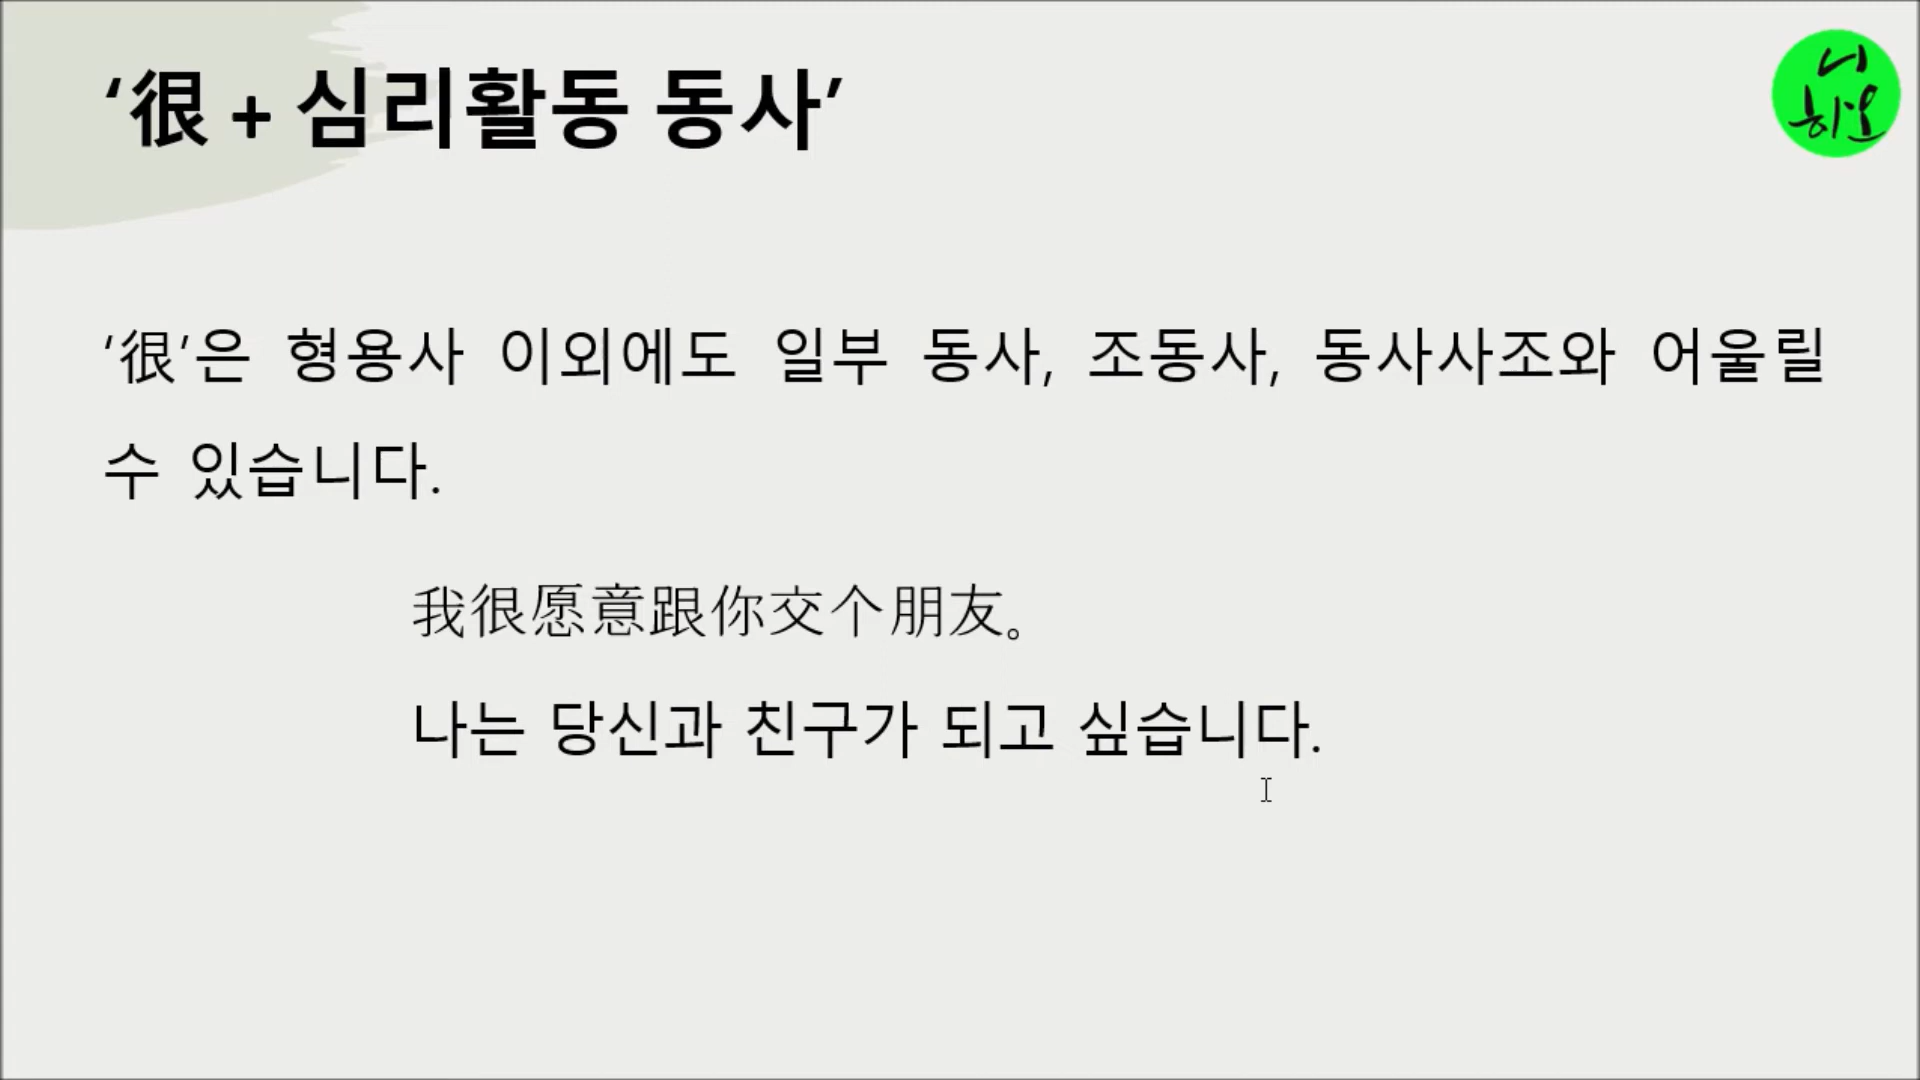 ‘很 + 심리활동 동사’
니
하오
‘很’은 형용사 이외에도 일부 동사, 조동사, 동사사조와 어울릴
수 있습니다.
我很愿意跟你交个朋友。
나는 당신과 친구가 되고 싶습니다.